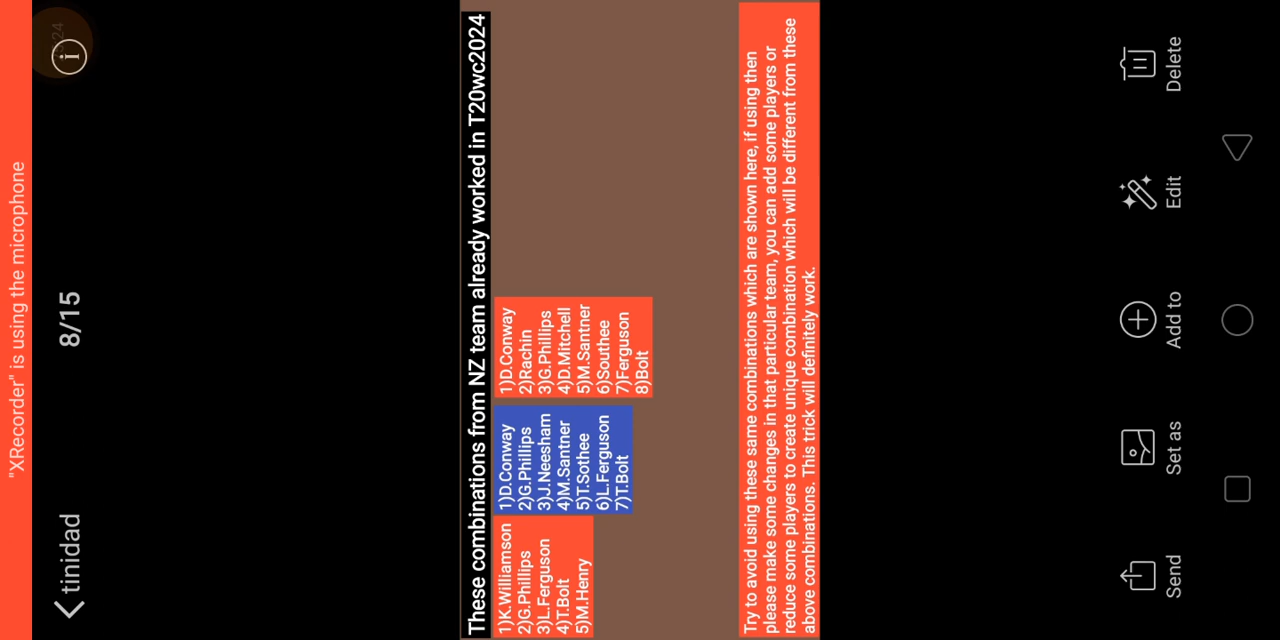 "XRecorder" is using the microphone
tinidad
8/15
These combinations from NZ team already worked in T20wc2024
1)K.Williamson
2)G.Phillips
3)L.Ferguson
4)T.Bolt
5)M.Henry
1)D.Conway
2)G.Phillips
3)J.Neesham
4)M.Santner
5)T.Sothee
6)L.Ferguson
7)T.Bolt
1)D.Conway
2)Rachin
3)G.Phillips
4)D.Mitchell
5)M.Santner
6)Southee
7)Ferguson
8)Bolt
Try to avoid using these same combinations which are shown here, if using then
please make some changes in that particular team, you can add some players or
reduce some players to create unique combination which will be different from these
above combinations. This trick will definitely work.
Send
Set as
Add to
Edit
Delete